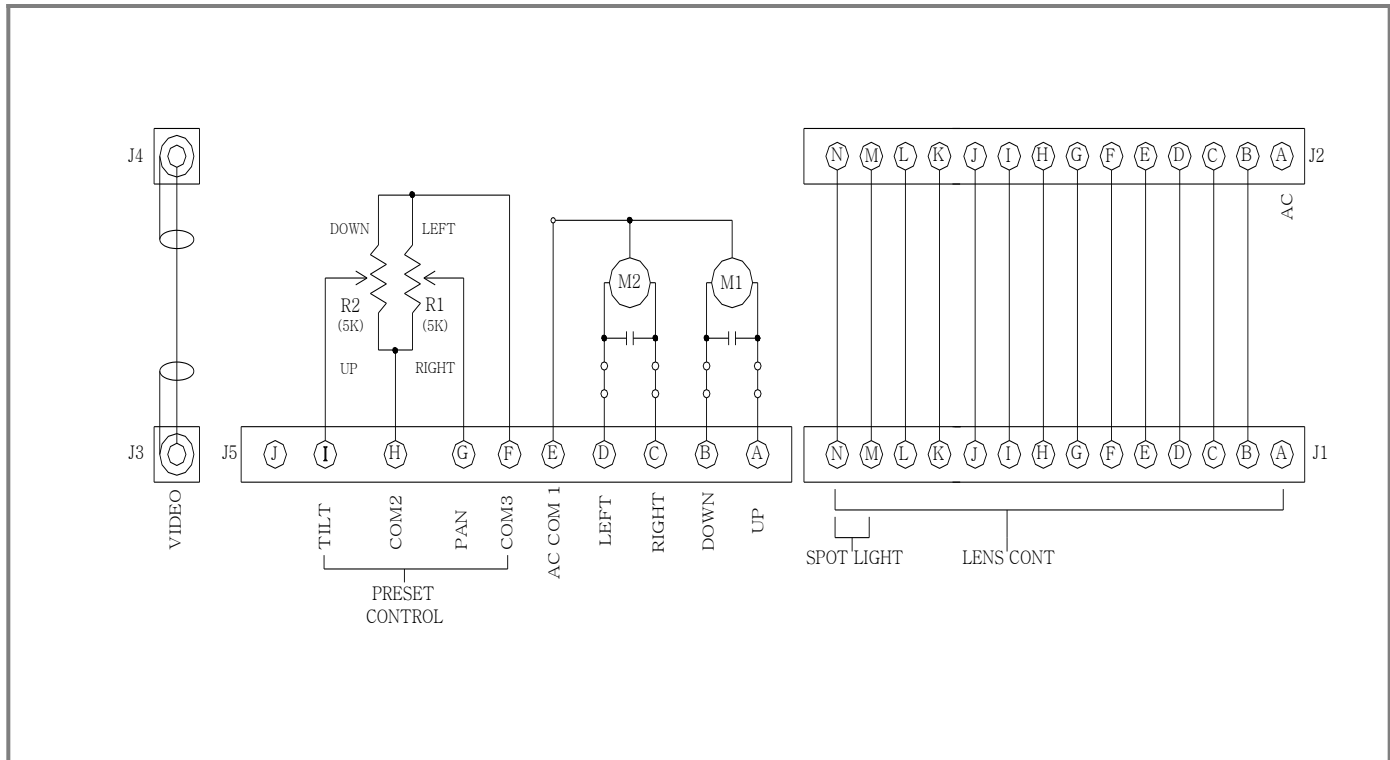 J4
N M L K J I H G F E D C B A
J2
AC
DOWN
LEFT
M2
M1
R2
(5K)
R1
(5K)
UP
RIGHT
J3
J5
J I H G F E D C B A
N M L K J I H G F E D C B A
J1
VIDEO
TILT
COM2
PAN
COM3
AC COM 1
LEFT
RIGHT
DOWN
UP
SPOT LIGHT
LENS CONT
PRESET
CONTROL